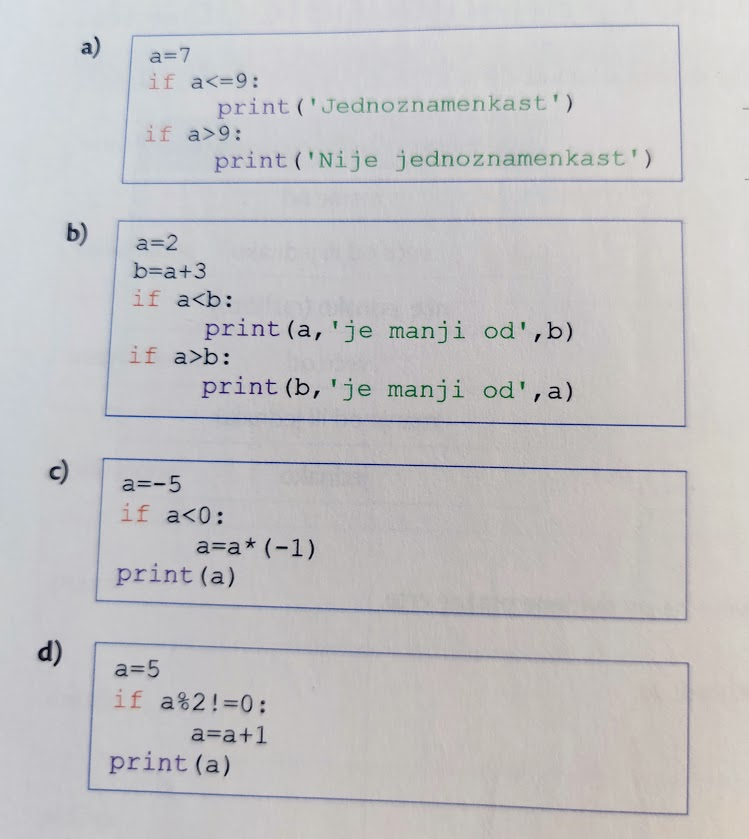 a)
a=7
if a<=9:
print('Jednoznamenkast')
if a>9:
print('Nije jednoznamenkast')
b)
a=2
b=a+3
if a<b:
print(a,'je manji od',b)
if a>b:
print(b,'je manji od',a)
c)
a=-5
if a<0:
a=a*(-1)
print(a)
d)
a=5
if a%2!=0:
a=a+1
print(a)